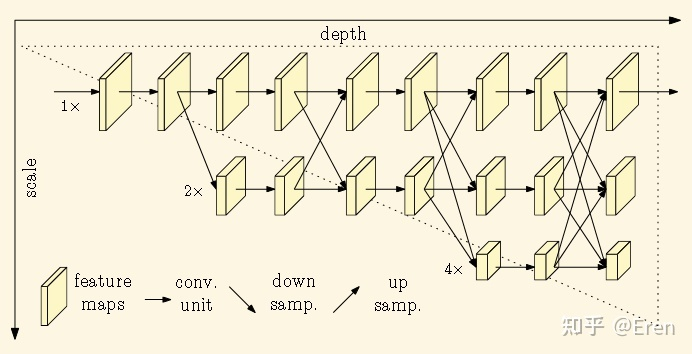 depth
1×
scale
2×
4×
feature
maps
conv.
unit
down
samp.
up
samp.
知乎 @Eren